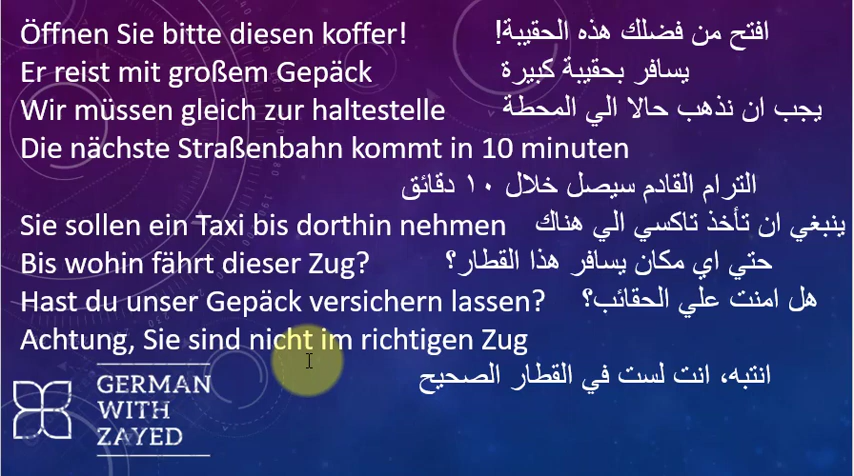 Öffnen Sie bitte diesen koffer! افتح من فضلك هذه الحقيبة!
Er reist mit großem Gepäck يسافر بحقيبة كبيرة
Wir müssen gleich zur haltestelle يجب ان نذهب حالا الي المحطة
Die nächste Straßenbahn kommt in 10 minuten
الترام القادم سيصل خلال ١٠ دقائق
Sie sollen ein Taxi bis dorthin nehmen ينبغي ان تأخذ تاكسي الي هناك
Bis wohin fährt dieser Zug? حتي اي مكان يسافر هذا القطار؟
Hast du unser Gepäck versichern lassen? هل امنت علي الحقائب؟
Achtung, Sie sind nicht im richtigen Zug
انتبه، انت لست في القطار الصحيح
GERMAN
WITH
ZAYED